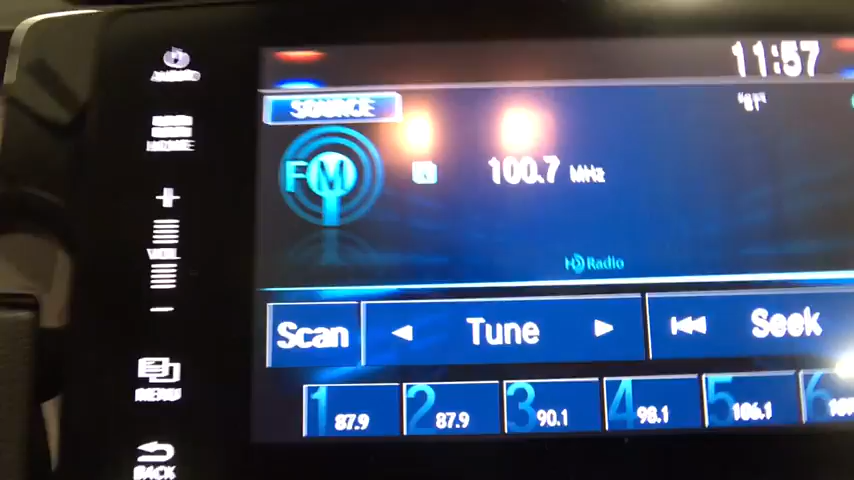 AUDIO
11:57
SOURCE
HOME
FM
100.7 MHz
VOL
HD Radio
Scan
Tune
Seek
MENU
1 87.9
2 87.9
3 90.1
4 98.1
5 106.1
6
BACK